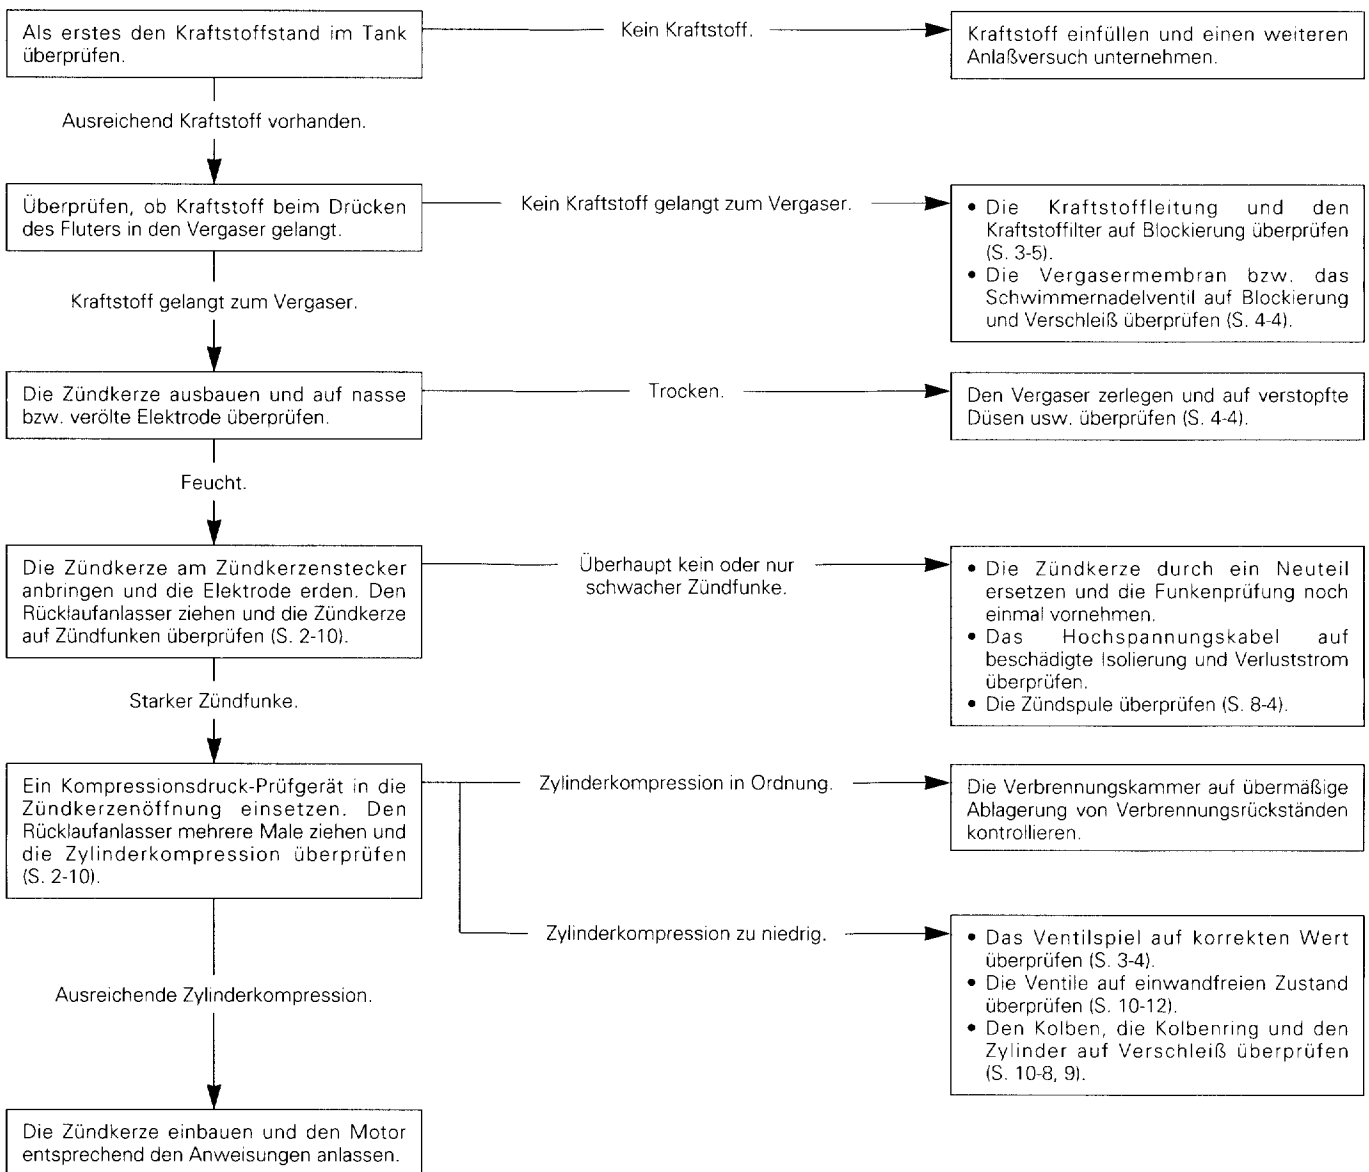 Als erstes den Kraftstoffstand im Tank
überprüfen.
Kein Kraftstoff.
Kraftstoff einfüllen und einen weiteren
Anlaßversuch unternehmen.
Ausreichend Kraftstoff vorhanden.
Überprüfen, ob Kraftstoff beim Drücken
des Fluters in den Vergaser gelangt.
Kein Kraftstoff gelangt zum Vergaser.
• Die Kraftstoffleitung und den
Kraftstoffilter auf Blockierung überprüfen
(S. 3-5).
• Die Vergasermembran bzw. das
Schwimmernadelventil auf Blockierung
und Verschleiß überprüfen (S. 4-4).
Kraftstoff gelangt zum Vergaser.
Die Zündkerze ausbauen und auf nasse
bzw. verölte Elektrode überprüfen.
Trocken.
Den Vergaser zerlegen und auf verstopfte
Düsen usw. überprüfen (S. 4-4).
Feucht.
Die Zündkerze am Zündkerzenstecker
anbringen und die Elektrode erden. Den
Rücklaufanlasser ziehen und die Zündkerze
auf Zündfunken überprüfen (S. 2-10).
Überhaupt kein oder nur
schwacher Zündfunke.
• Die Zündkerze durch ein Neuteil
ersetzen und die Funkenprüfung noch
einmal vornehmen.
• Das Hochspannungskabel auf
beschädigte Isolierung und Verluststrom
überprüfen.
• Die Zündspule überprüfen (S. 8-4).
Starker Zündfunke.
Ein Kompressionsdruck-Prüfgerät in die
Zündkerzenöffnung einsetzen. Den
Rücklaufanlasser mehrere Male ziehen und
die Zylinderkompression überprüfen
(S. 2-10).
Zylinderkompression in Ordnung.
Die Verbrennungskammer auf übermäßige
Ablagerung von Verbrennungsrückständen
kontrollieren.
Zylinderkompression zu niedrig.
• Das Ventilspiel auf korrekten Wert
überprüfen (S. 3-4).
• Die Ventile auf einwandfreien Zustand
überprüfen (S. 10-12).
• Den Kolben, die Kolbenring und den
Zylinder auf Verschleiß überprüfen
(S. 10-8, 9).
Ausreichende Zylinderkompression.
Die Zündkerze einbauen und den Motor
entsprechend den Anweisungen anlassen.